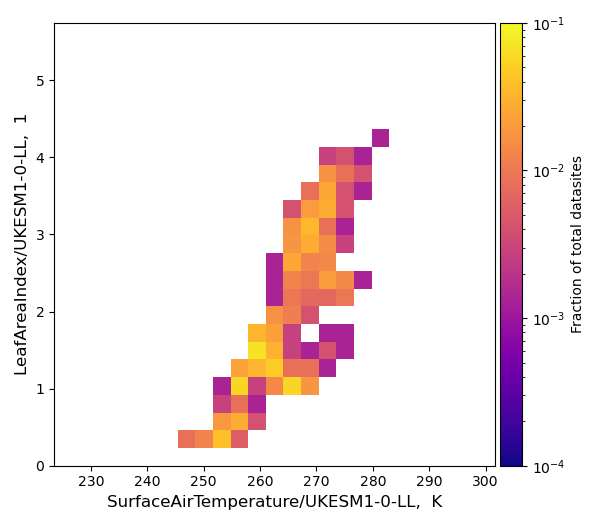 LeafAreaIndex/UKESM1-0-LL,  1
5
4
3
2
1
0
230 240 250 260 270 280 290 300
SurfaceAirTemperature/UKESM1-0-LL,  K
10⁻¹
10⁻²
10⁻³
10⁻⁴
Fraction of total datasites